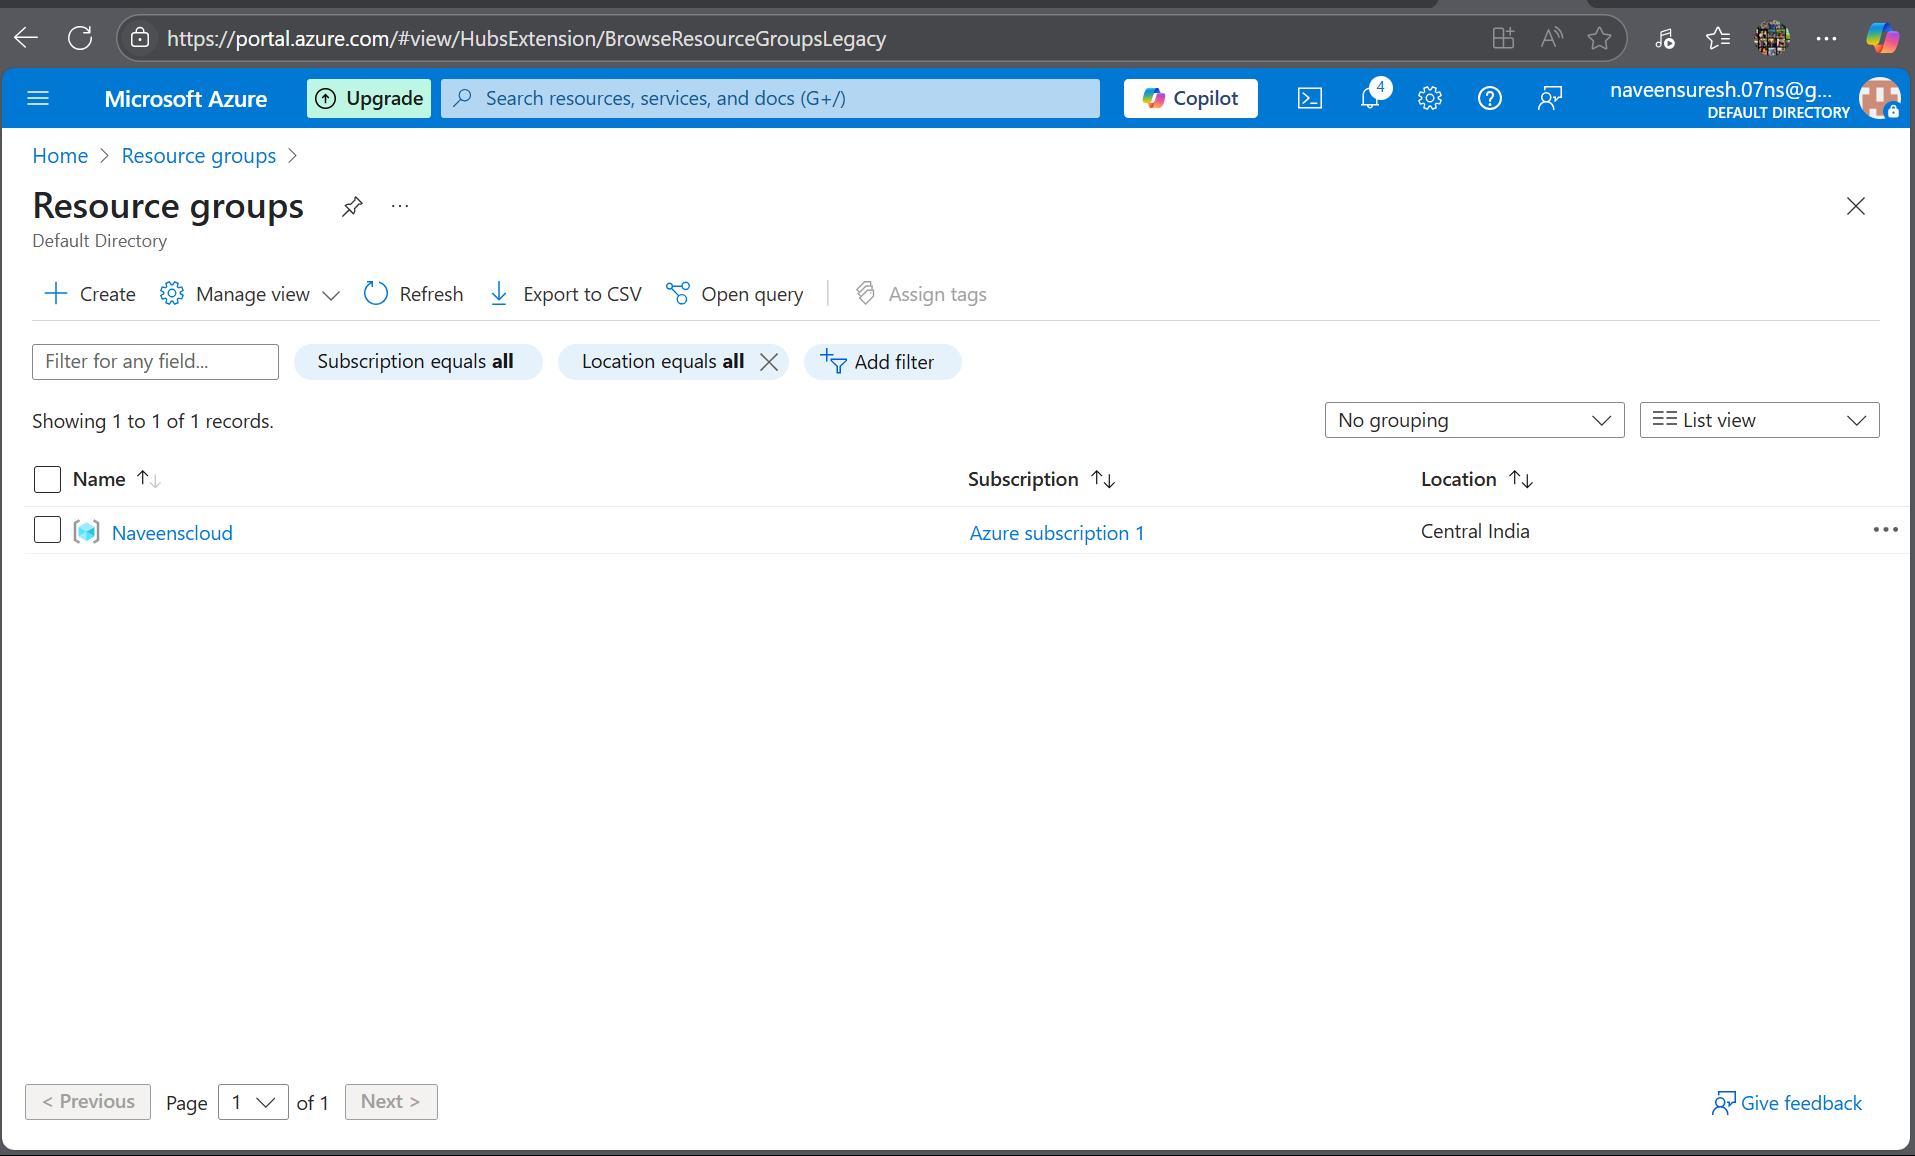 https://portal.azure.com/#view/HubsExtension/BrowseResourceGroupsLegacy
Microsoft Azure Upgrade Search resources, services, and docs (G+/) Copilot 4 naveensuresh.07ns@g...
DEFAULT DIRECTORY
Home > Resource groups >
Resource groups ...
Default Directory
Create Manage view Refresh Export to CSV Open query Assign tags
Filter for any field... Subscription equals all Location equals all Add filter
Showing 1 to 1 of 1 records. No grouping List view
Name Subscription Location
Naveenscloud Azure subscription 1 Central India
< Previous Page 1 of 1 Next > Give feedback